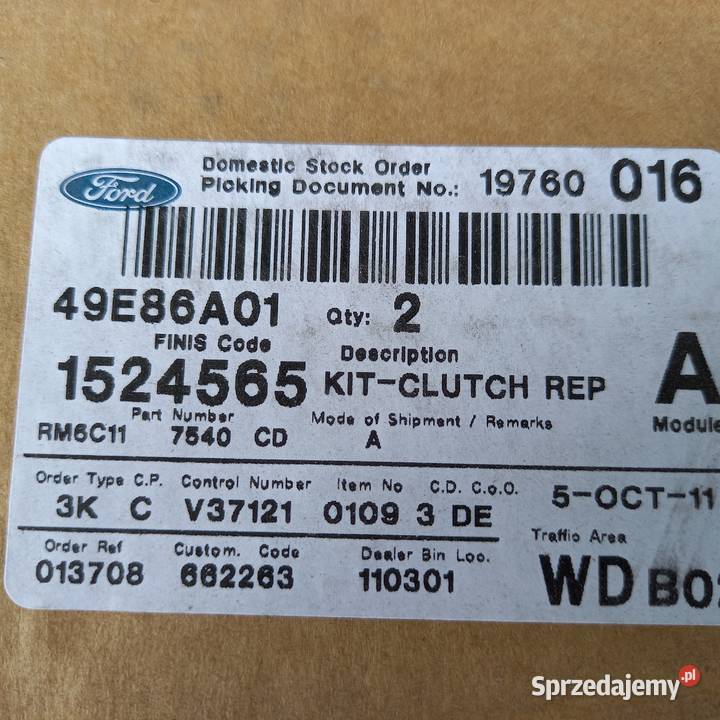 Ford
Domestic Stock Order
Picking Document No.: 19760 016
49E86A01 Qty: 2
FINIS Code Description
1524565 KIT-CLUTCH REP A
Part Number Mode of Shipment / Remarks Module
RM6C11 7540 CD A
Order Type C.P. Control Number Item No C.D. C.o.O. 5-OCT-11
3K C V37121 0109 3 DE
Order Ref Custom. Code Dealer Bin Loc. Traffic Area
013708 662263 110301 WD B02
Sprzedajemy.pl